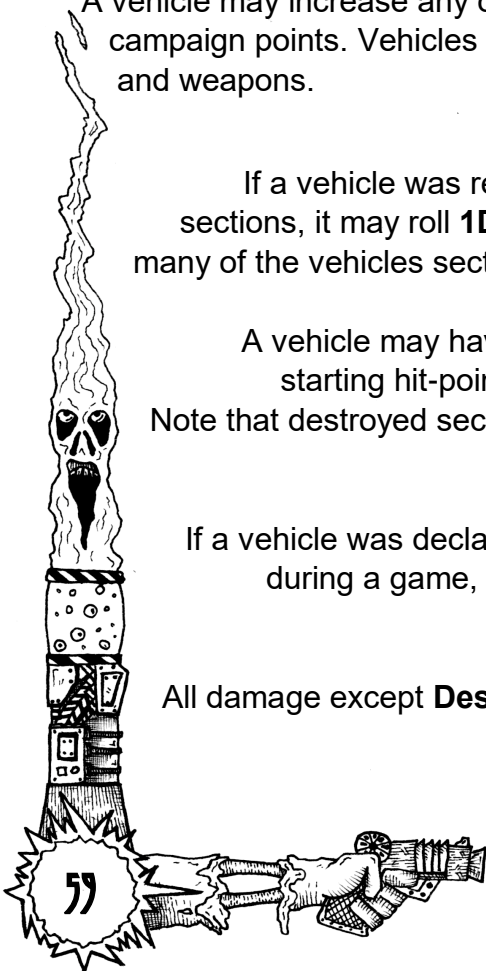 A vehicle may increase any
campaign points. Vehicles
and weapons.
If a vehicle was re
sections, it may roll 1D
many of the vehicles sect
A vehicle may hav
starting hit-poin
Note that destroyed sec
If a vehicle was decla
during a game,
All damage except Des
59